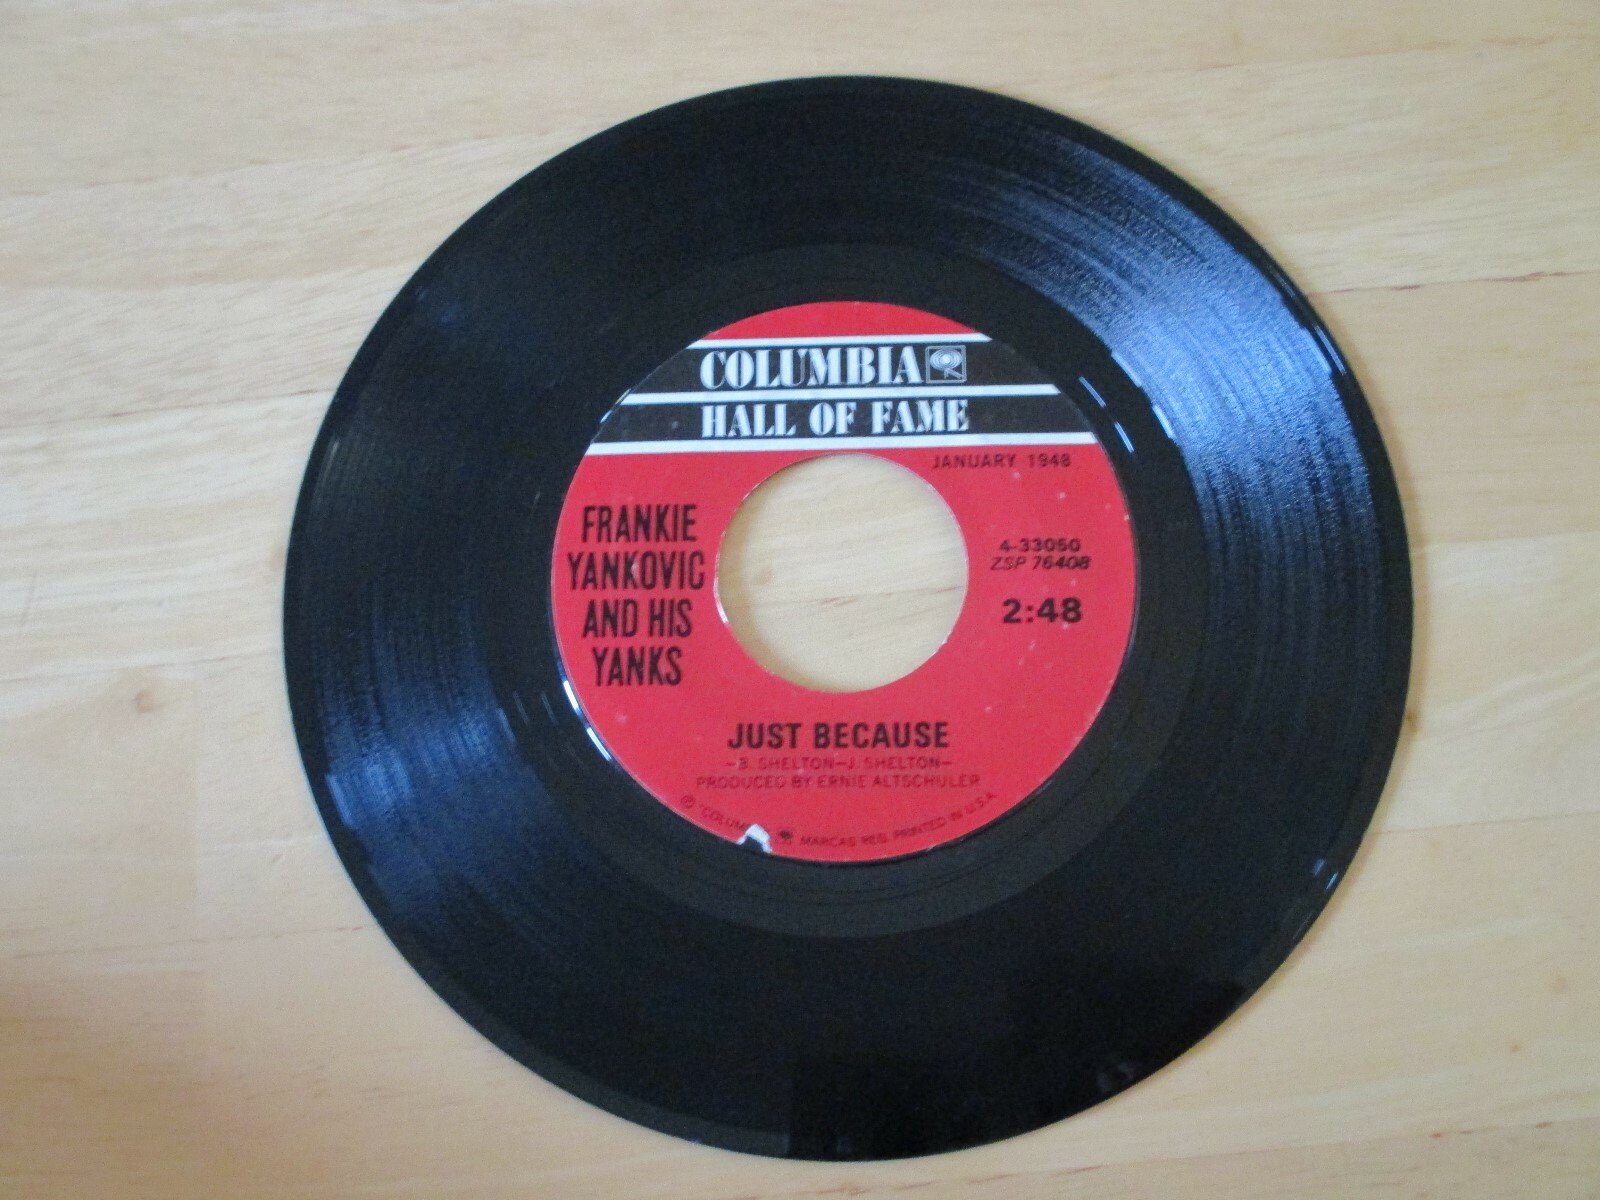 COLUMBIA
HALL OF FAME
JANUARY 1948
FRANKIE
YANKOVIC
AND HIS
YANKS
4-33050
ZSP 76408
2:48
JUST BECAUSE
-B. SHELTON-J. SHELTON-
PRODUCED BY ERNIE ALTSCHULER
"COLUM MARCAS REG. PRINTED IN U.S.A.